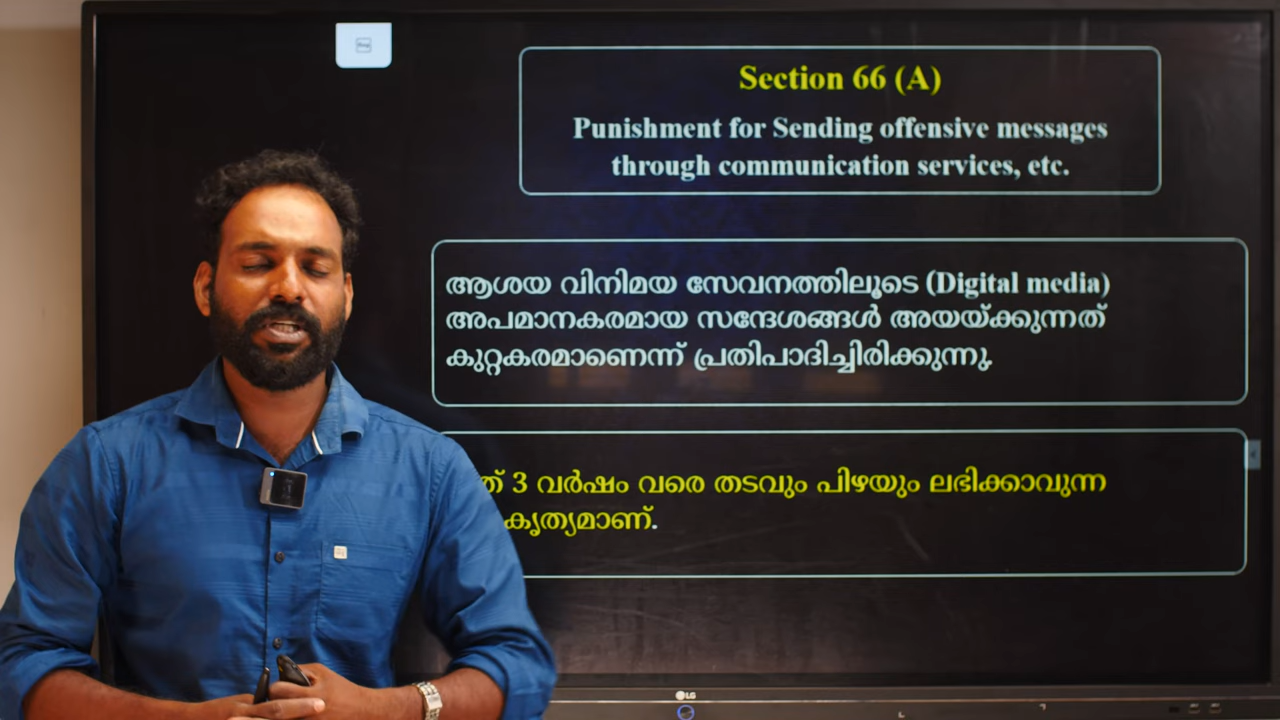 Section 66 (A)
Punishment for Sending offensive messages
through communication services, etc.
ആശയ വിനിമയ സേവനത്തിലൂടെ (Digital media)
അപമാനകരമായ സന്ദേശങ്ങൾ അയയ്ക്കുന്നത്
കുറ്റകരമാണെന്ന് പ്രതിപാദിച്ചിരിക്കുന്നു.
ത് 3 വർഷം വരെ തടവും പിഴയും ലഭിക്കാവുന്ന
കൃത്യമാണ്.
LG